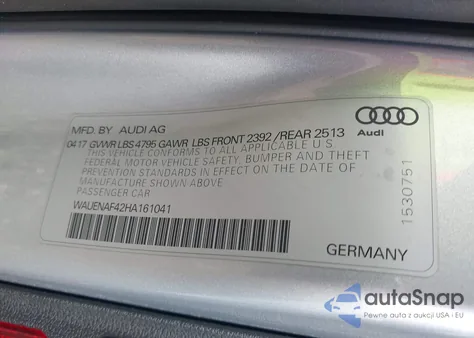 MFD. BY AUDI AG
0417 GVWR LBS 4795 GAWR LBS FRONT 2392 /REAR 2513
THIS VEHICLE CONFORMS TO ALL APPLICABLE U.S
FEDERAL MOTOR VEHICLE SAFETY, BUMPER AND THEFT
PREVENTION STANDARDS IN EFFECT ON THE DATE OF
MANUFACTURE SHOWN ABOVE.
PASSENGER CAR
WAUENAF42HA161041
Audi
1530751
GERMANY
autoSnap
Pewne auta z aukcji USA i EU